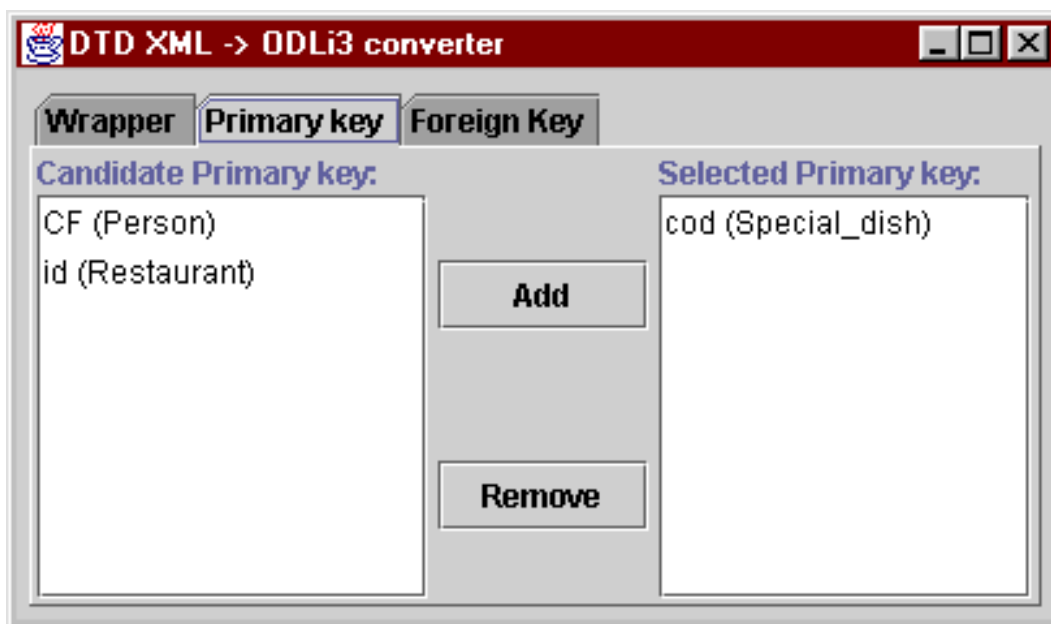 DTD XML -> ODLi3 converter
Wrapper Primary key Foreign Key
Candidate Primary key: Selected Primary key:
CF (Person) cod (Special_dish)
id (Restaurant)
Add
Remove